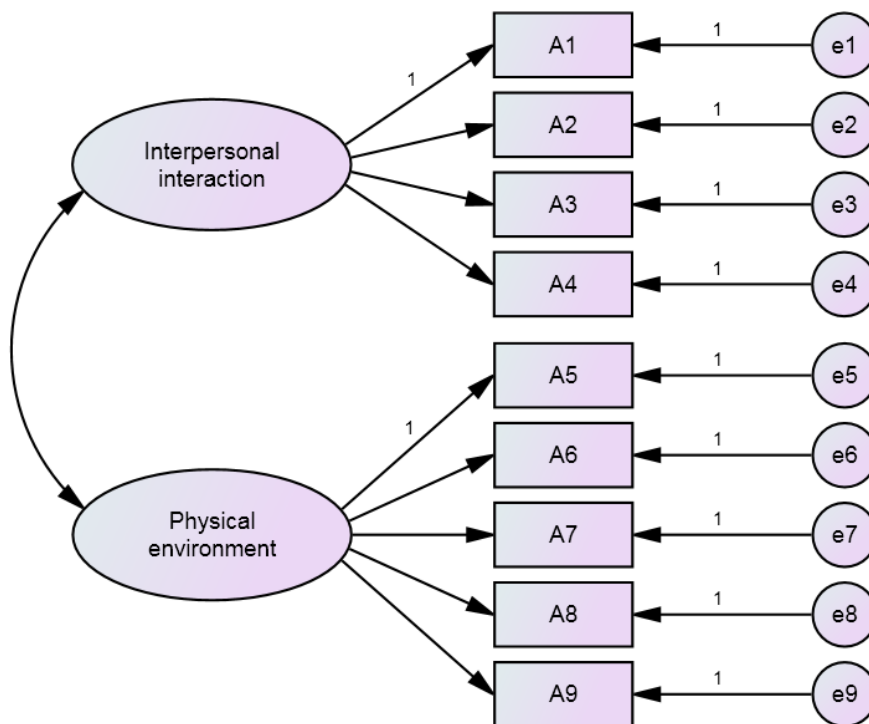 A1
1
e1
1
A2
1
e2
Interpersonal
interaction
A3
1
e3
A4
1
e4
A5
1
e5
1
A6
1
e6
Physical
environment
A7
1
e7
A8
1
e8
A9
1
e9